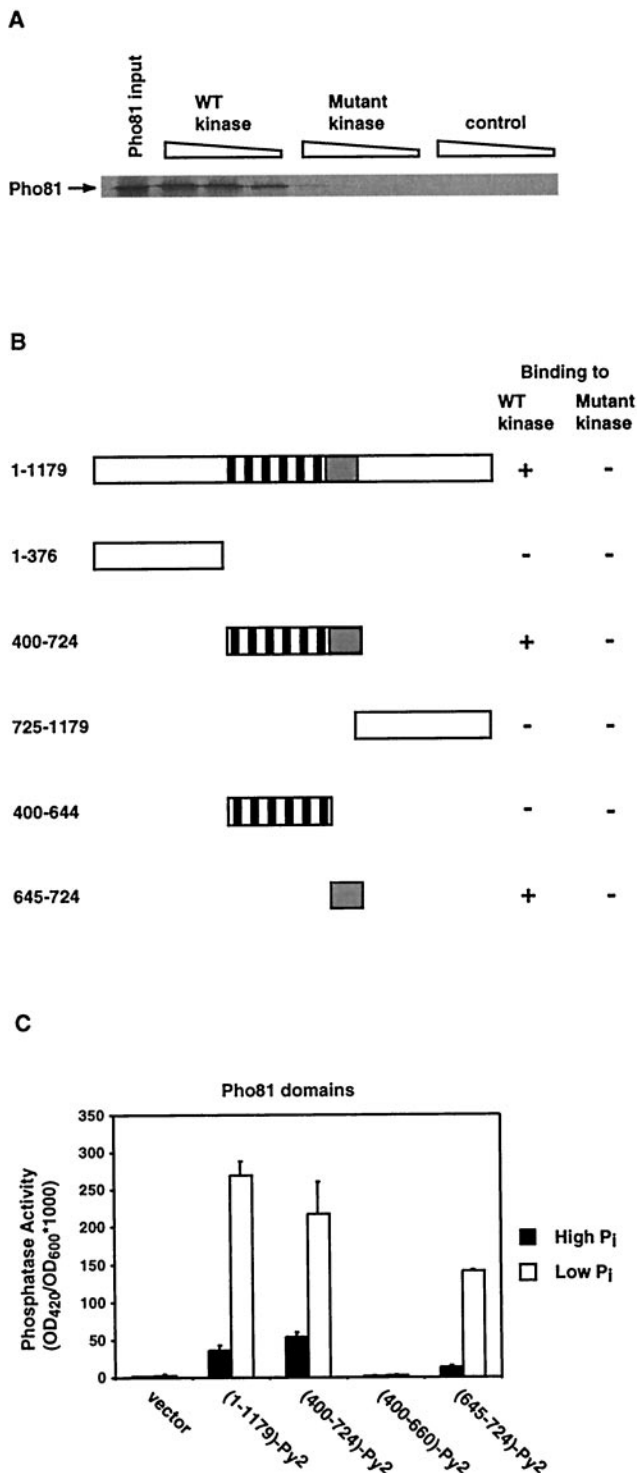 A
Pho81 input
WT
kinase
Mutant
kinase
control
Pho81
B
Binding to
WT
kinase
Mutant
kinase
1-1179
+
-
1-376
-
-
400-724
+
-
725-1179
-
-
400-644
-
-
645-724
+
-
C
Pho81 domains
Phosphatase Activity
(OD420/OD600*1000)
350
300
250
200
150
100
50
0
High Pi
Low Pi
vector
(1-1179)-Py2
(400-724)-Py2
(400-660)-Py2
(645-724)-Py2